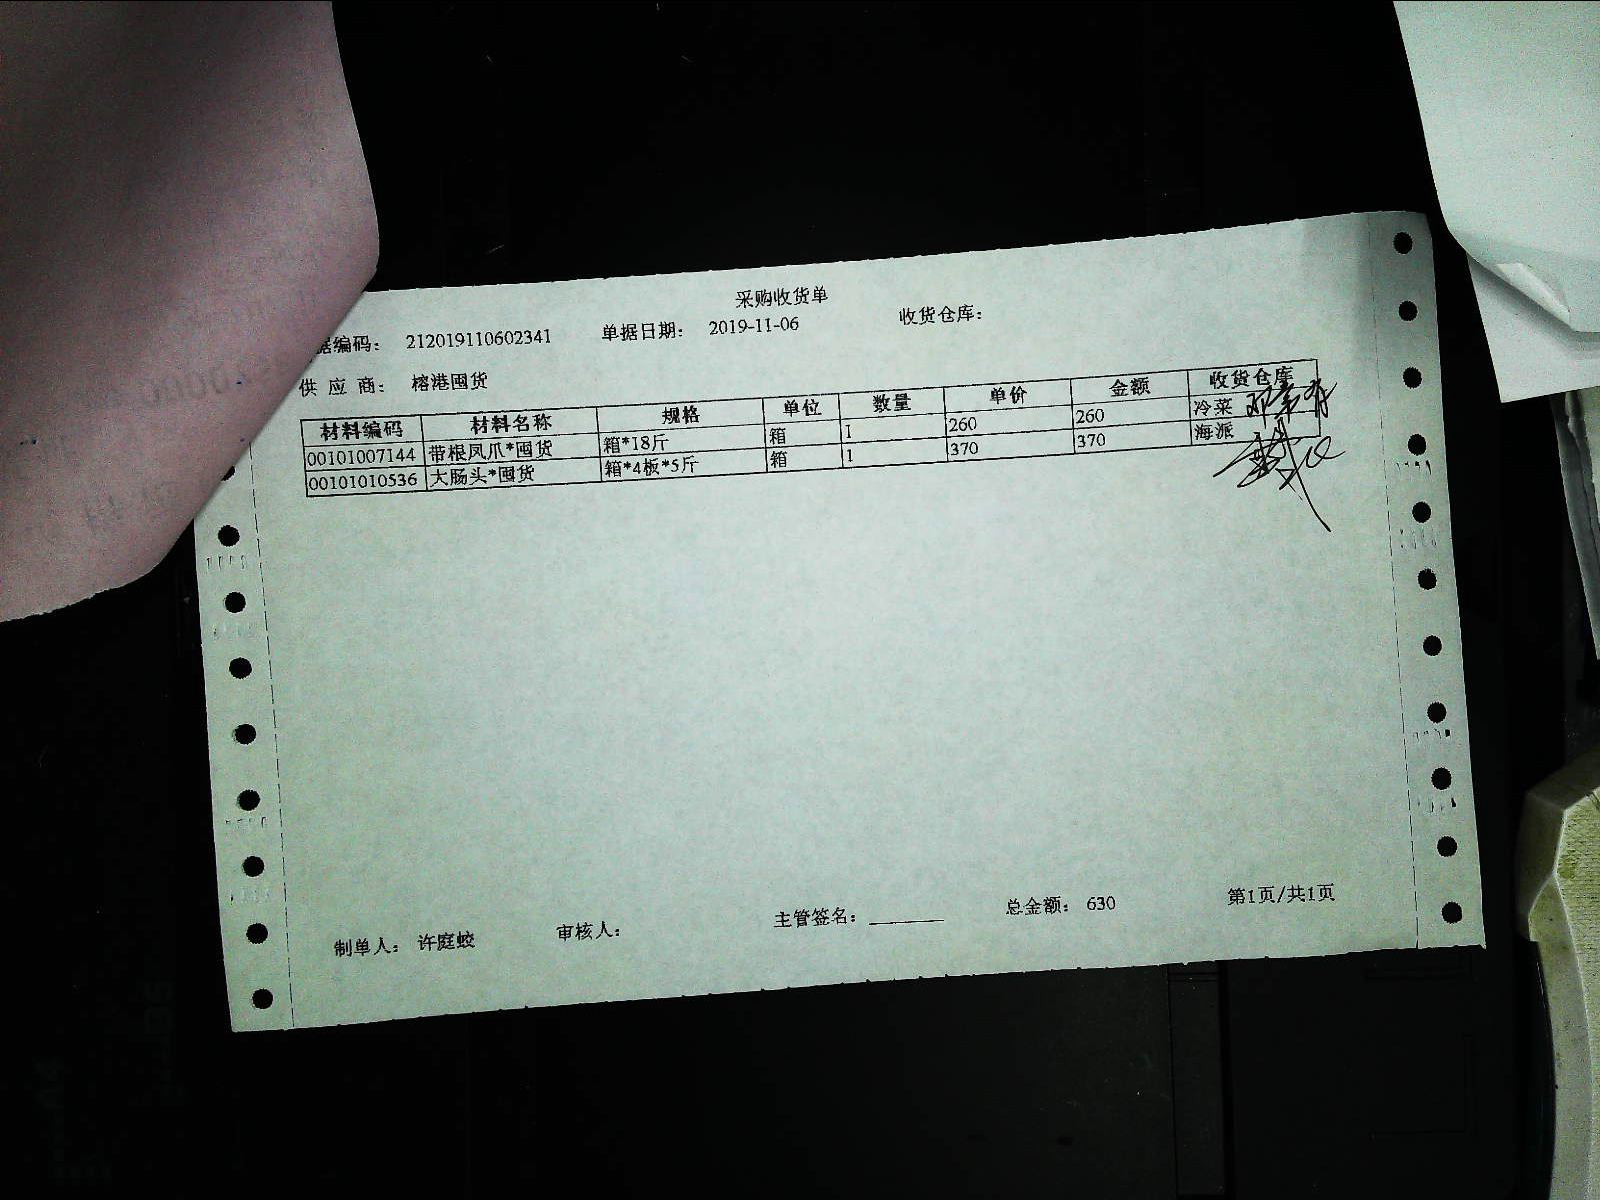 采购收货单
据编码: 212019110602341 单据日期: 2019-11-06 收货仓库:
供应商: 榕港囤货
材料编码 材料名称 规格 单位 数量 单价 金额 收货仓库
00101007144 带根凤爪*囤货 箱*18斤 箱 1 260 260 冷菜
00101010536 大肠头*囤货 箱*4板*5斤 箱 1 370 370 海派
制单人: 许庭蛟 审核人: 主管签名: 总金额: 630 第1页/共1页